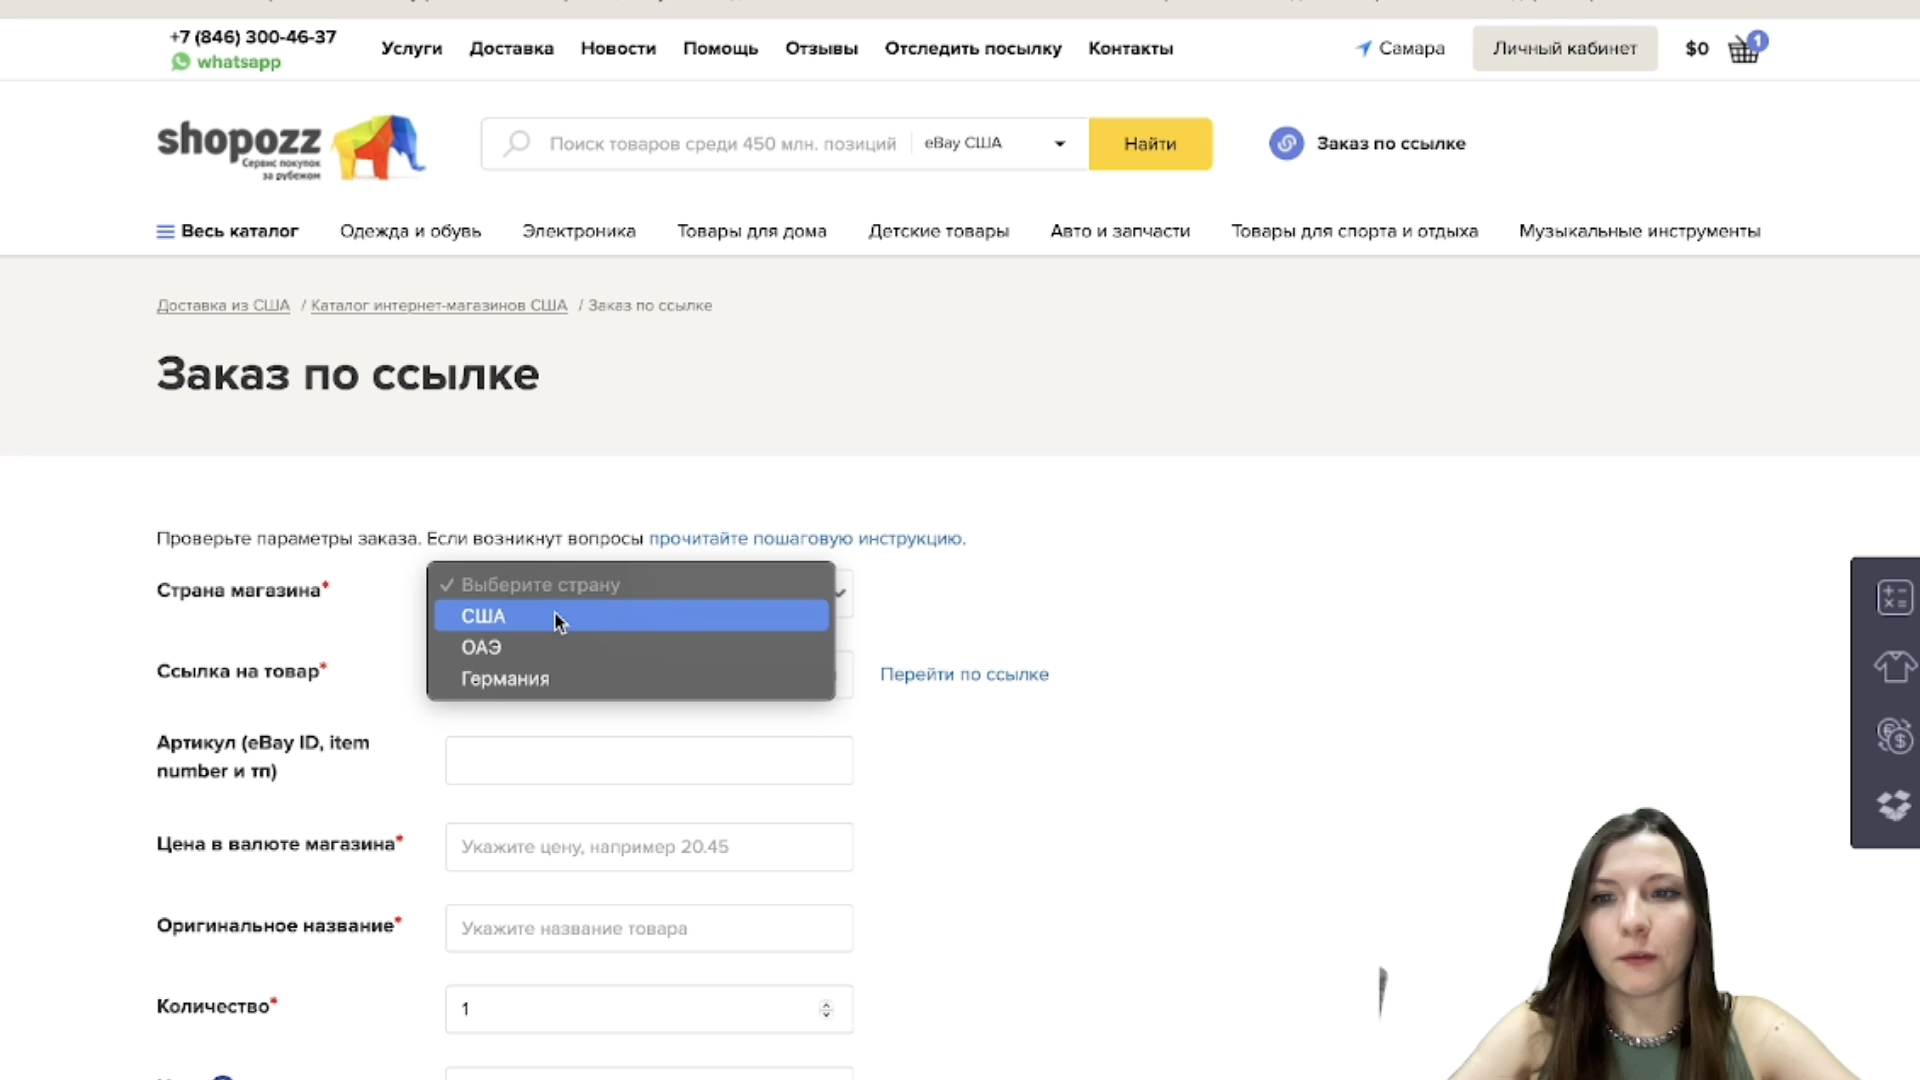 +7 (846) 300-46-37
whatsapp
Услуги Доставка Новости Помощь Отзывы Отследить посылку Контакты
Самара
Личный кабинет
$0
1
shopozz
Сервис покупок
за рубежом
Поиск товаров среди 450 млн. позиций
eBay США
Найти
Заказ по ссылке
Весь каталог Одежда и обувь Электроника Товары для дома Детские товары Авто и запчасти Товары для спорта и отдыха Музыкальные инструменты
Доставка из США / Каталог интернет-магазинов США / Заказ по ссылке
Заказ по ссылке
Проверьте параметры заказа. Если возникнут вопросы прочитайте пошаговую инструкцию.
Страна магазина*
✓ Выберите страну
США
ОАЭ
Германия
Ссылка на товар*
Перейти по ссылке
Артикул (eBay ID, item
number и тп)
Цена в валюте магазина*
Укажите цену, например 20.45
Оригинальное название*
Укажите название товара
Количество*
1